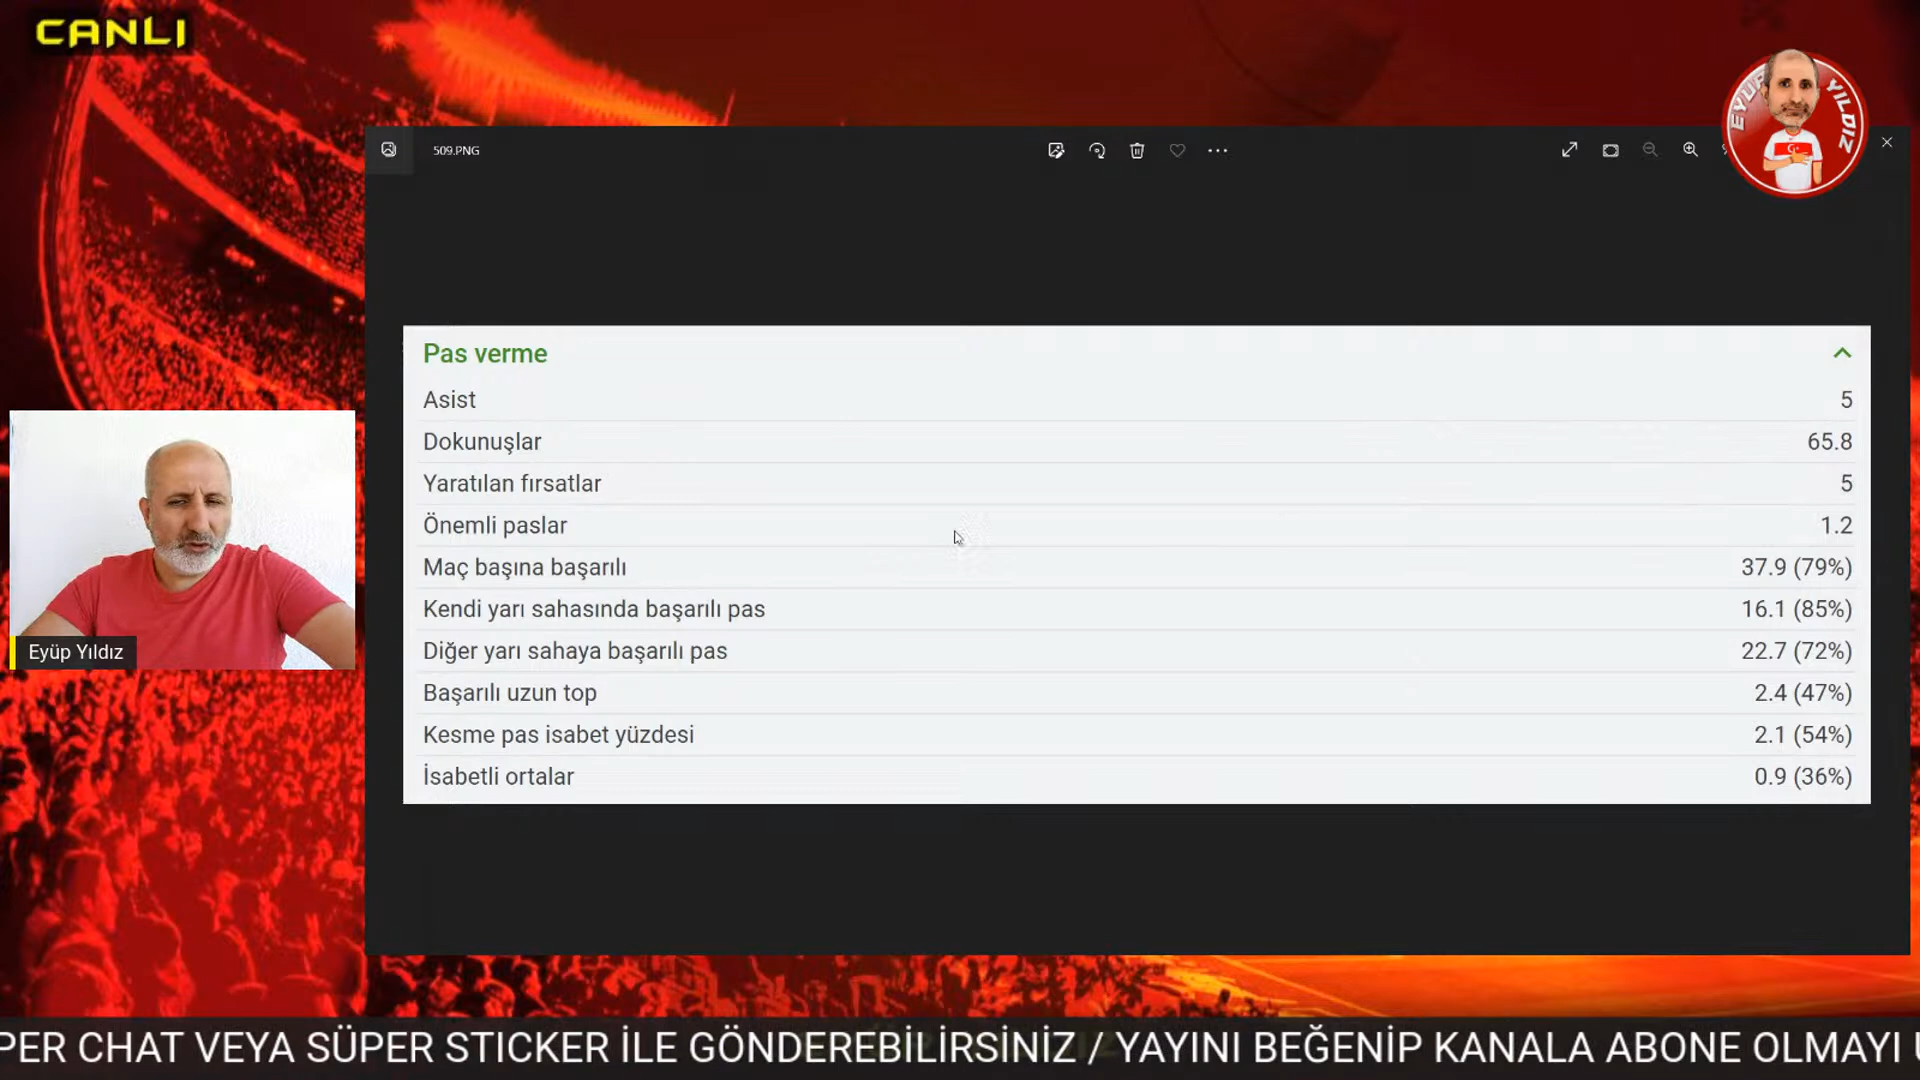 CANLI
EYÜP YILDIZ
509.PNG
Pas verme
Asist 5
Dokunuşlar 65.8
Yaratılan fırsatlar 5
Önemli paslar 1.2
Maç başına başarılı 37.9 (79%)
Kendi yarı sahasında başarılı pas 16.1 (85%)
Diğer yarı sahaya başarılı pas 22.7 (72%)
Başarılı uzun top 2.4 (47%)
Kesme pas isabet yüzdesi 2.1 (54%)
İsabetli ortalar 0.9 (36%)
Eyüp Yıldız
PER CHAT VEYA SÜPER STICKER İLE GÖNDEREBİLİRSİNİZ / YAYINI BEĞENİP KANALA ABONE OLMAYI